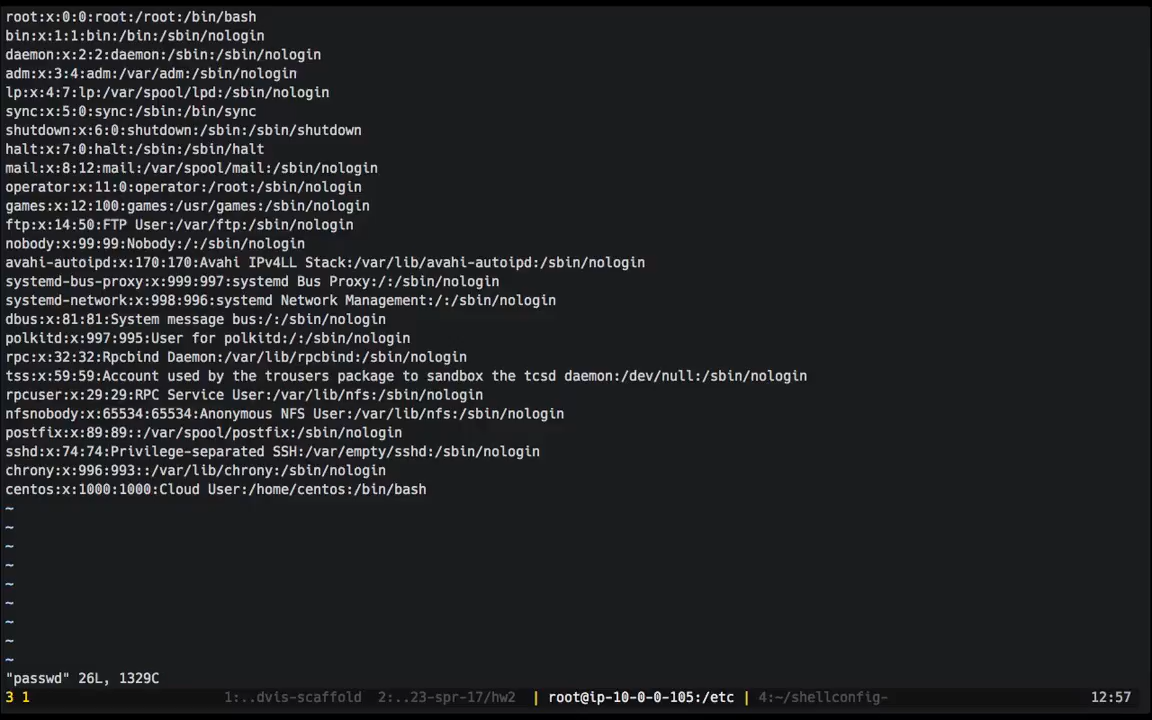 root:x:0:0:root:/root:/bin/bash
bin:x:1:1:bin:/bin:/sbin/nologin
daemon:x:2:2:daemon:/sbin:/sbin/nologin
adm:x:3:4:adm:/var/adm:/sbin/nologin
lp:x:4:7:lp:/var/spool/lpd:/sbin/nologin
sync:x:5:0:sync:/sbin:/bin/sync
shutdown:x:6:0:shutdown:/sbin:/sbin/shutdown
halt:x:7:0:halt:/sbin:/sbin/halt
mail:x:8:12:mail:/var/spool/mail:/sbin/nologin
operator:x:11:0:operator:/root:/sbin/nologin
games:x:12:100:games:/usr/games:/sbin/nologin
ftp:x:14:50:FTP User:/var/ftp:/sbin/nologin
nobody:x:99:99:Nobody:/:/sbin/nologin
avahi-autoipd:x:170:170:Avahi IPv4LL Stack:/var/lib/avahi-autoipd:/sbin/nologin
systemd-bus-proxy:x:999:997:systemd Bus Proxy:/:/sbin/nologin
systemd-network:x:998:996:systemd Network Management:/:/sbin/nologin
dbus:x:81:81:System message bus:/:/sbin/nologin
polkitd:x:997:995:User for polkitd:/:/sbin/nologin
rpc:x:32:32:Rpcbind Daemon:/var/lib/rpcbind:/sbin/nologin
tss:x:59:59:Account used by the trousers package to sandbox the tcsd daemon:/dev/null:/sbin/nologin
rpcuser:x:29:29:RPC Service User:/var/lib/nfs:/sbin/nologin
nfsnobody:x:65534:65534:Anonymous NFS User:/var/lib/nfs:/sbin/nologin
postfix:x:89:89::/var/spool/postfix:/sbin/nologin
sshd:x:74:74:Privilege-separated SSH:/var/empty/sshd:/sbin/nologin
chrony:x:996:993::/var/lib/chrony:/sbin/nologin
centos:x:1000:1000:Cloud User:/home/centos:/bin/bash
~
~
~
~
~
~
~
~
~
"passwd" 26L, 1329C
3 1 1:..dvis-scaffold 2:..23-spr-17/hw2 | root@ip-10-0-0-105:/etc | 4:~/shellconfig- 12:57